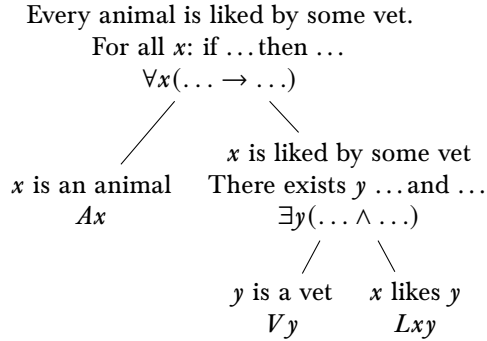 Every animal is liked by some vet.
For all x: if …then …
∀x(… → …)
x is liked by some vet
x is an animal There exists y …and …
Ax ∃y(… ∧ …)
y is a vet x likes y
Vy Lxy